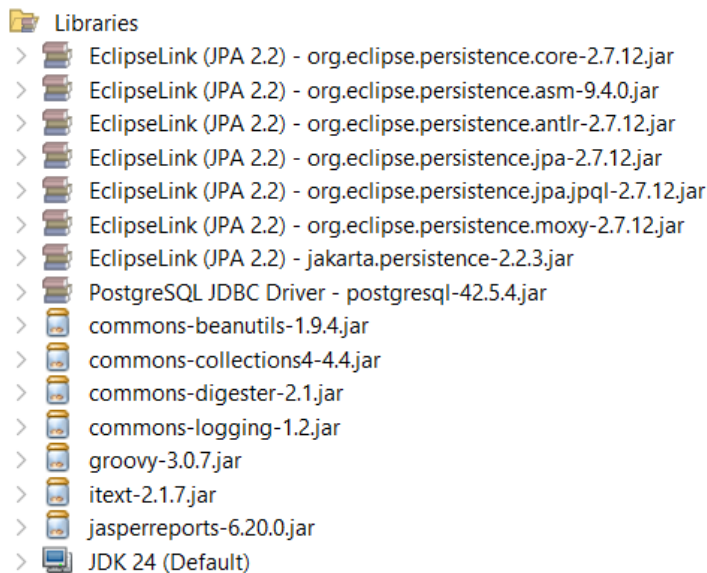 Libraries
EclipseLink (JPA 2.2) - org.eclipse.persistence.core-2.7.12.jar
EclipseLink (JPA 2.2) - org.eclipse.persistence.asm-9.4.0.jar
EclipseLink (JPA 2.2) - org.eclipse.persistence.antlr-2.7.12.jar
EclipseLink (JPA 2.2) - org.eclipse.persistence.jpa-2.7.12.jar
EclipseLink (JPA 2.2) - org.eclipse.persistence.jpa.jpql-2.7.12.jar
EclipseLink (JPA 2.2) - org.eclipse.persistence.moxy-2.7.12.jar
EclipseLink (JPA 2.2) - jakarta.persistence-2.2.3.jar
PostgreSQL JDBC Driver - postgresql-42.5.4.jar
commons-beanutils-1.9.4.jar
commons-collections4-4.4.jar
commons-digester-2.1.jar
commons-logging-1.2.jar
groovy-3.0.7.jar
itext-2.1.7.jar
jasperreports-6.20.0.jar
JDK 24 (Default)